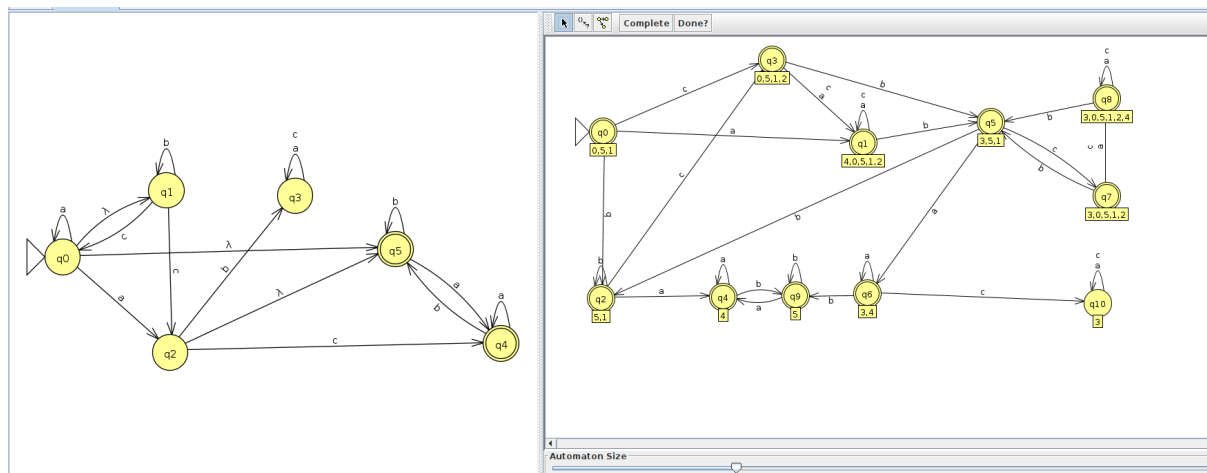 Complete Done?
b
q1
λ
c
a
q0
λ
a
c
q2
c
a
q3
b
λ
b
q5
a
b
a
q4
c
q3
0,5,1,2
c
c
a
b
q0
0,5,1
a
c
a
q1
4,0,5,1,2
b
q5
3,5,1
b
c
a
q8
3,0,5,1,2,4
c
b
c
a
q7
3,0,5,1,2
b
c
b
a
b
q2
5,1
a
a
q4
4
b
a
b
q9
5
b
a
q6
3,4
c
c
a
q10
3
Automaton Size